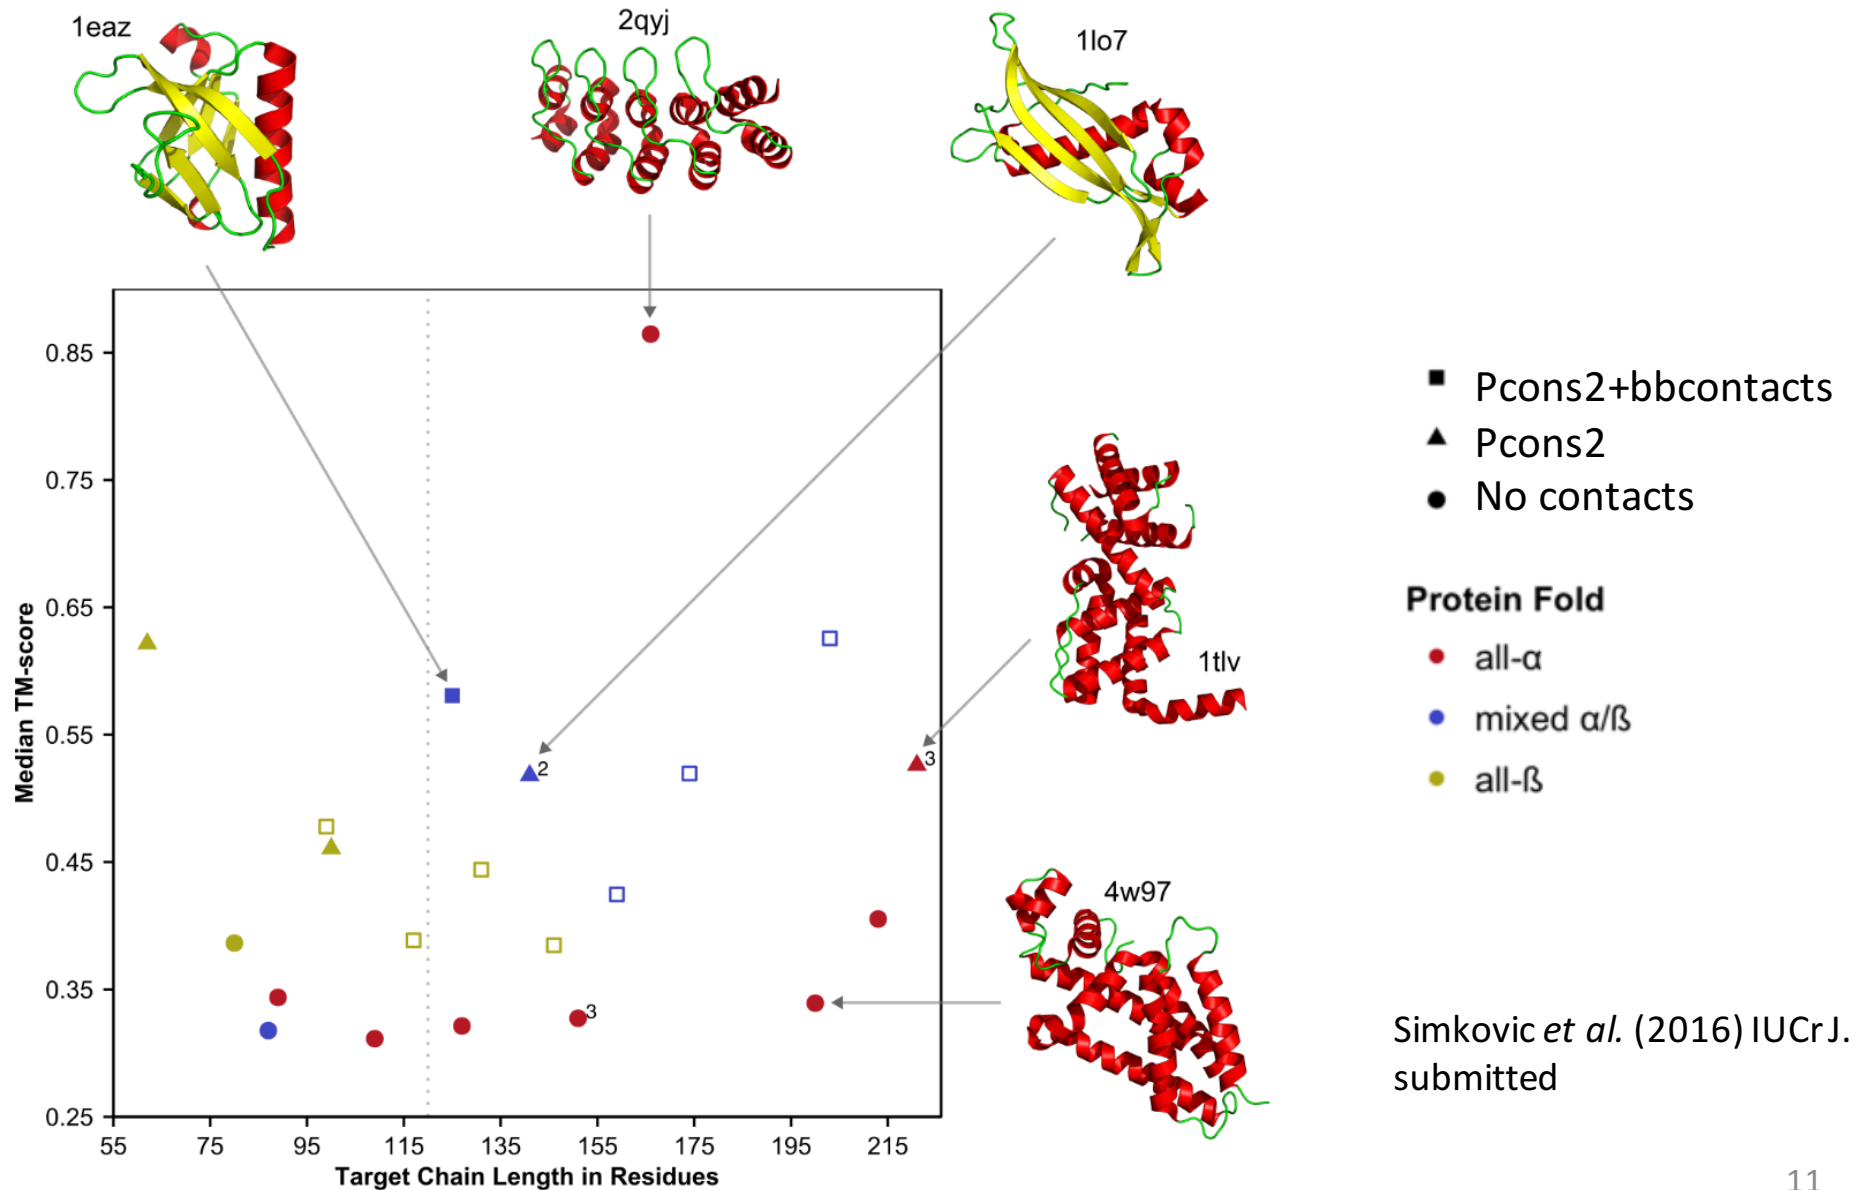 1eaz
2qyj
1lo7
0.85
0.75
0.65
0.55
0.45
0.35
0.25
Median TM-score
55
75
95
115
135
155
175
195
215
Target Chain Length in Residues
2
3
3
1tlv
4w97
Pcons2+bbcontacts
Pcons2
No contacts
Protein Fold
all-α
mixed α/ß
all-ß
Simkovic et al. (2016) IUCrJ.
submitted
11